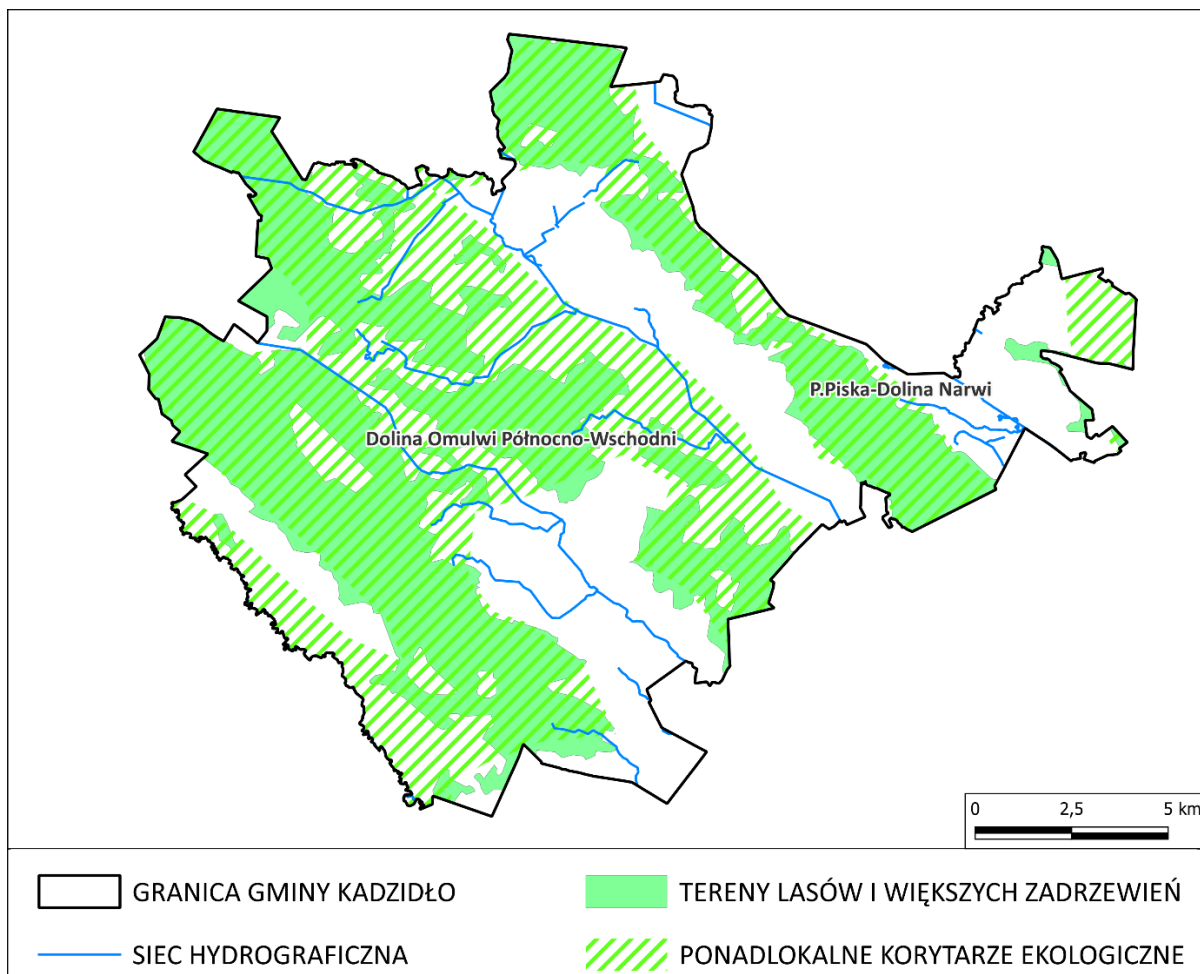 P.Piska-Dolina Narwi
Dolina Omulwi Północno-Wschodni
0 2,5 5 km
GRANICA GMINY KADZIDŁO
TERENY LASÓW I WIĘKSZYCH ZADRZEWIEŃ
SIEC HYDROGRAFICZNA
PONADLOKALNE KORYTARZE EKOLOGICZNE